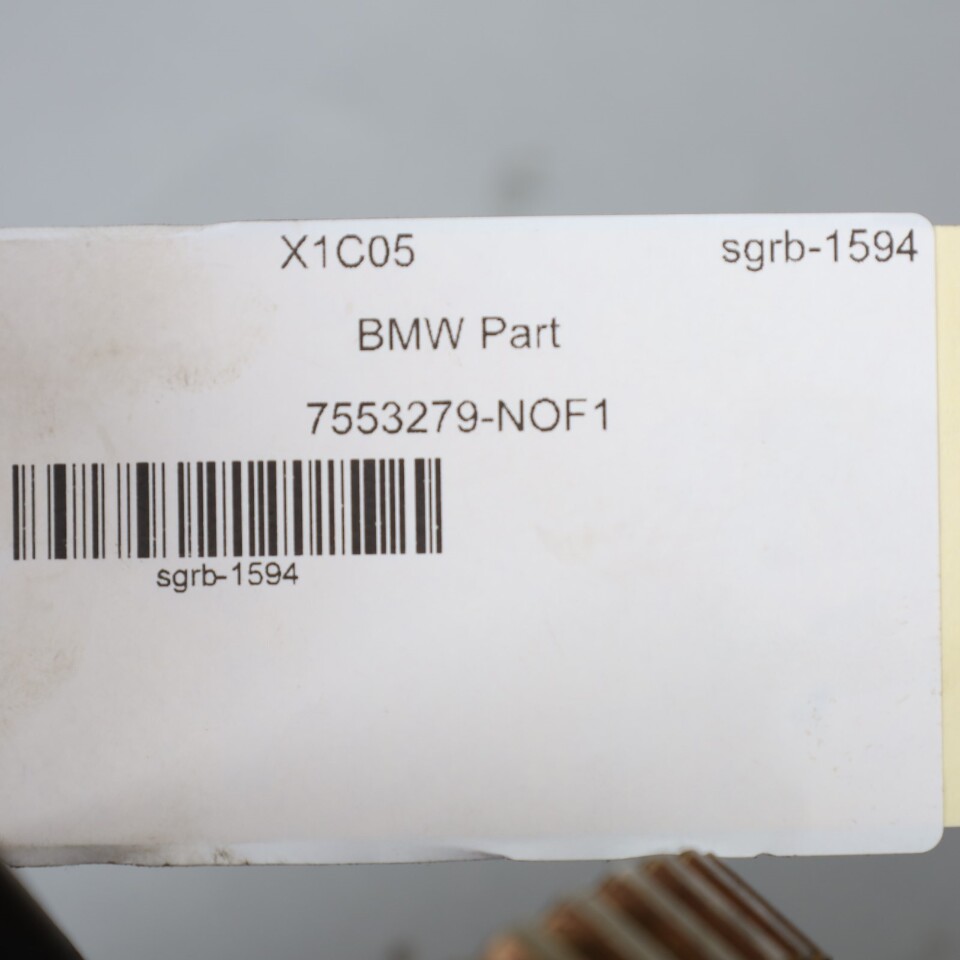 X1C05 sgrb-1594
BMW Part
7553279-NOF1
sgrb-1594